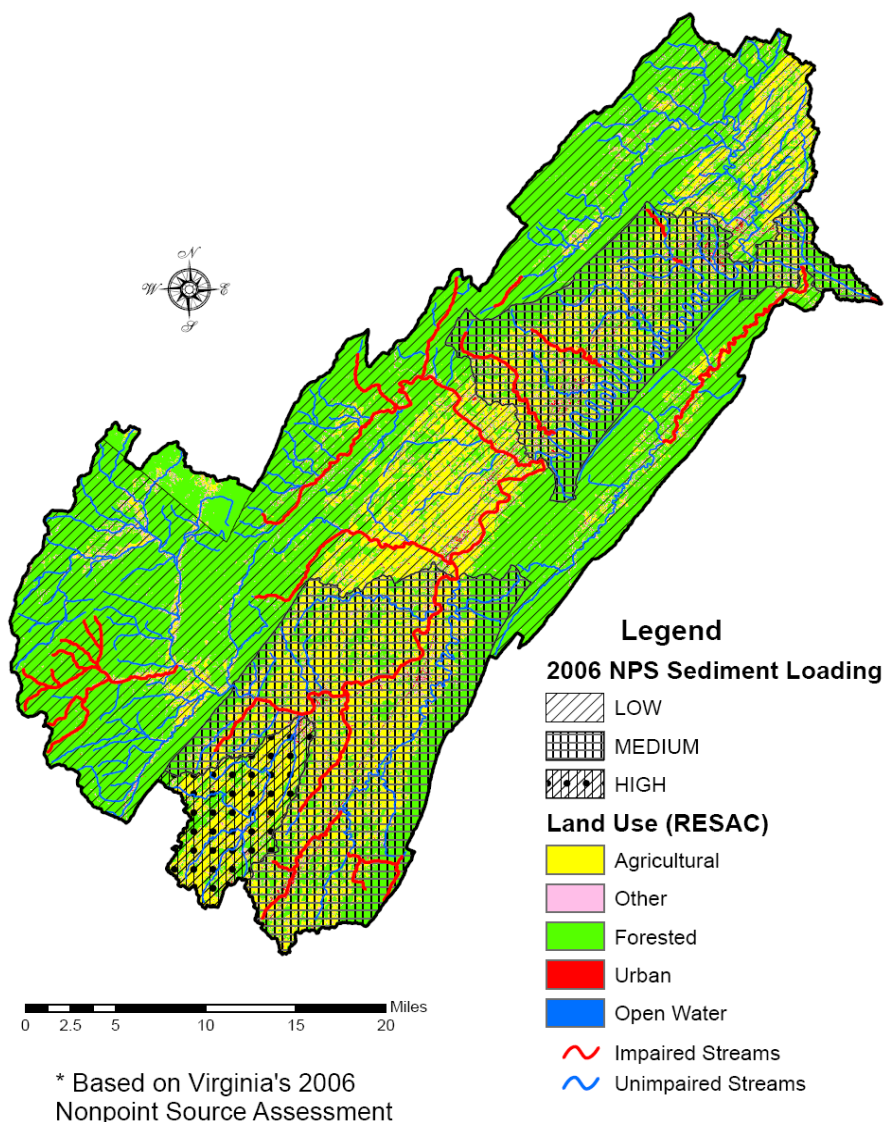 N
W
E
S
Legend
2006 NPS Sediment Loading
LOW
MEDIUM
HIGH
Land Use (RESAC)
Agricultural
Other
Forested
Urban
Open Water
Impaired Streams
Unimpaired Streams
Miles
0 2.5 5 10 15 20
* Based on Virginia's 2006
Nonpoint Source Assessment